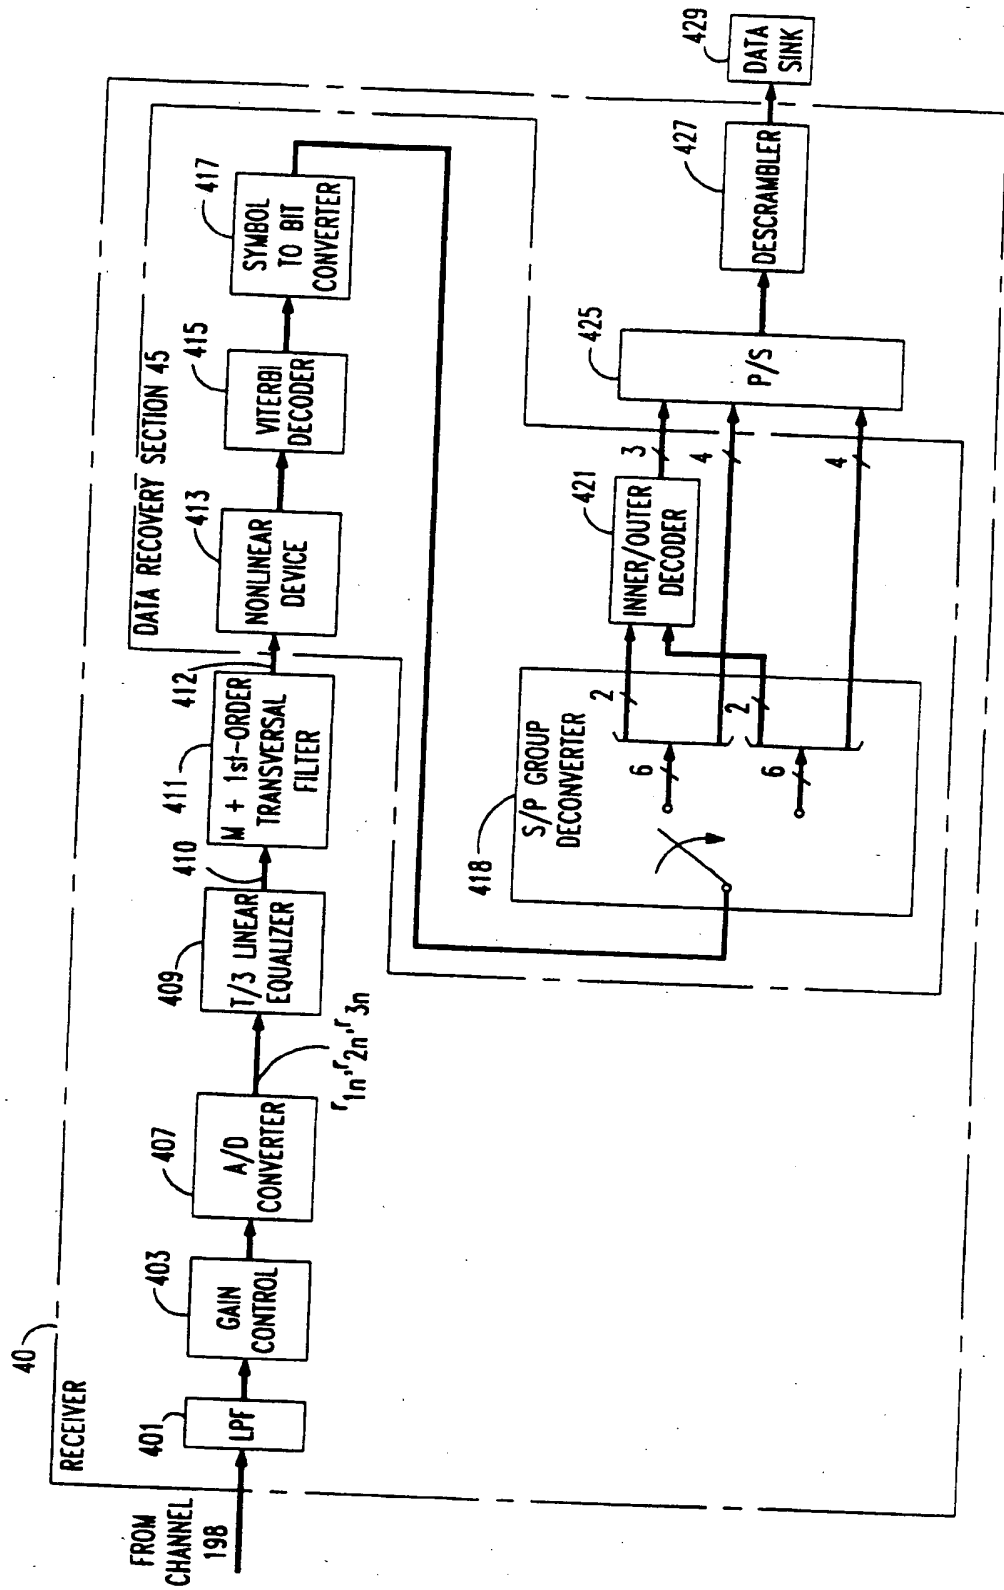 40
RECEIVER
FROM
CHANNEL
198
401
LPF
403
GAIN
CONTROL
407
A/D
CONVERTER
r1n,r2n,r3n
409
T/3 LINEAR
EQUALIZER
410
411
M + 1st-ORDER
TRANSVERSAL
FILTER
412
DATA RECOVERY SECTION 45
413
NONLINEAR
DEVICE
415
VITERBI
DECODER
417
SYMBOL
TO BIT
CONVERTER
418
S/P GROUP
DECONVERTER
6
6
2
2
421
INNER/OUTER
DECODER
3
4
4
425
P/S
427
DESCRAMBLER
429
DATA
SINK